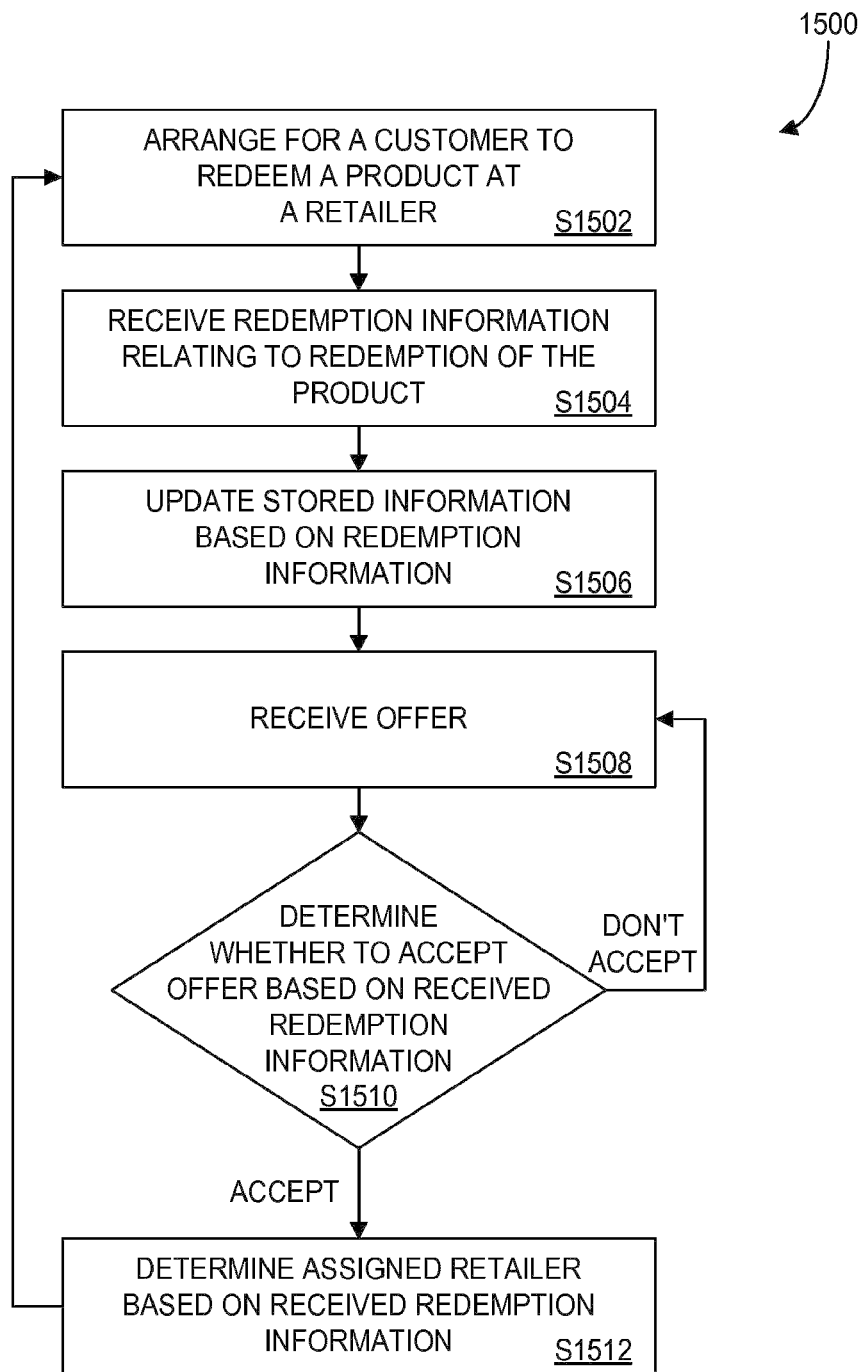 1500
ARRANGE FOR A CUSTOMER TO
REDEEM A PRODUCT AT
A RETAILER
S1502
RECEIVE REDEMPTION INFORMATION
RELATING TO REDEMPTION OF THE
PRODUCT
S1504
UPDATE STORED INFORMATION
BASED ON REDEMPTION
INFORMATION
S1506
RECEIVE OFFER
S1508
DETERMINE
WHETHER TO ACCEPT
OFFER BASED ON RECEIVED
REDEMPTION
INFORMATION
S1510
DON'T
ACCEPT
ACCEPT
DETERMINE ASSIGNED RETAILER
BASED ON RECEIVED REDEMPTION
INFORMATION
S1512